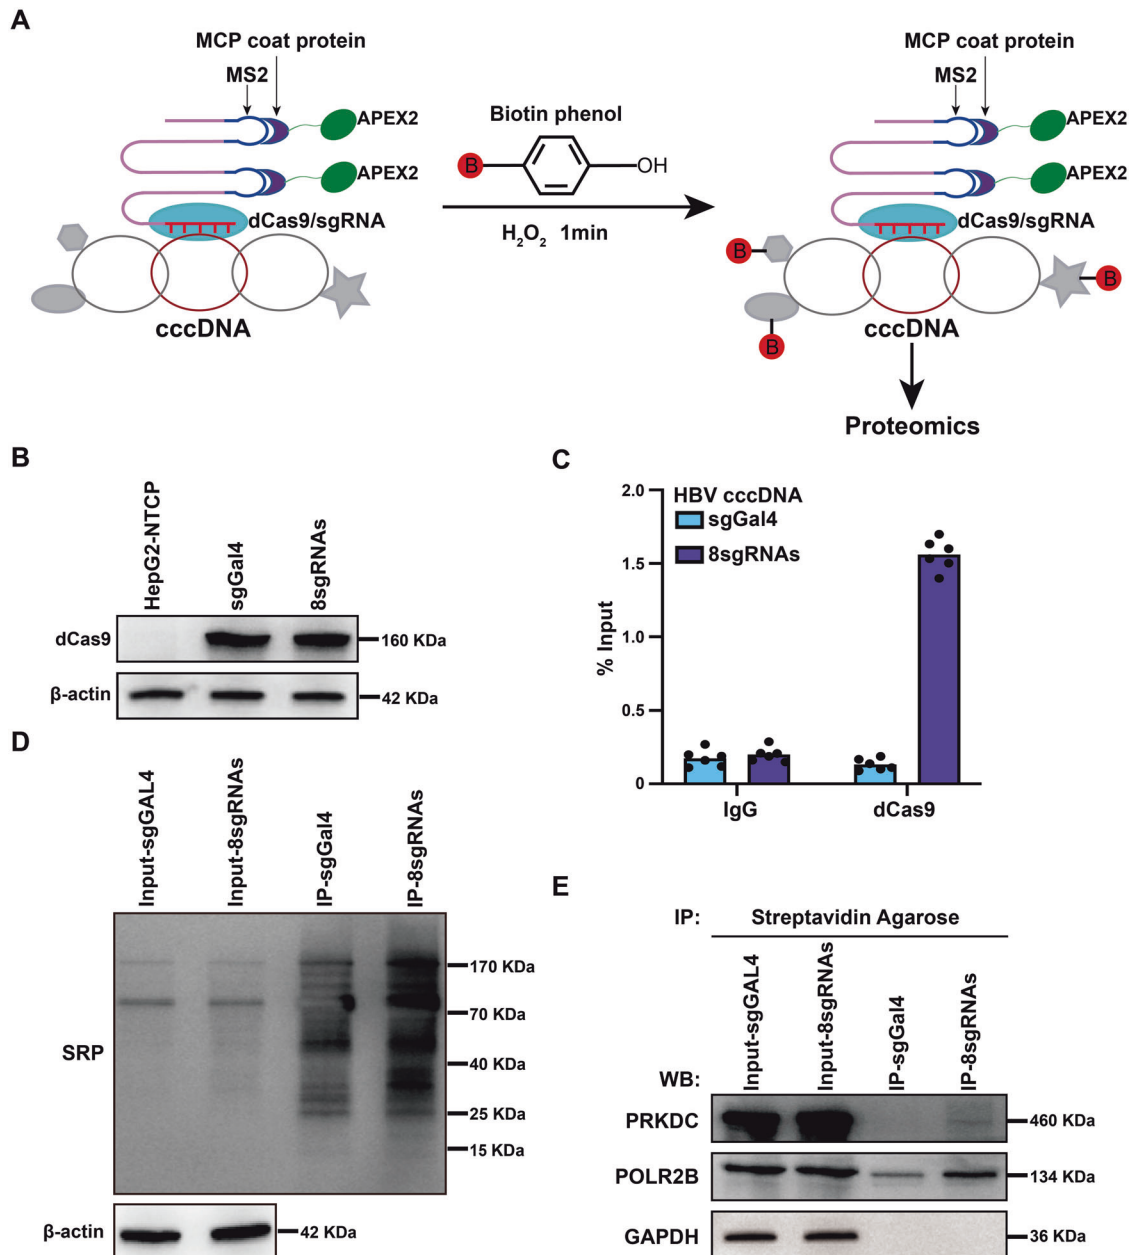 A
MCP coat protein
MS2
APEX2
APEX2
dCas9/sgRNA
cccDNA
Biotin phenol
B
OH
H₂O₂ 1min
MCP coat protein
MS2
APEX2
APEX2
dCas9/sgRNA
B
B
B
cccDNA
Proteomics
B
HepG2-NTCP
sgGal4
8sgRNAs
dCas9
160 KDa
β-actin
42 KDa
C
HBV cccDNA
sgGal4
8sgRNAs
% Input
2.0
1.5
1.0
0.5
0
IgG
dCas9
D
Input-sgGAL4
Input-8sgRNAs
IP-sgGal4
IP-8sgRNAs
SRP
170 KDa
70 KDa
40 KDa
25 KDa
15 KDa
β-actin
42 KDa
E
IP:
Streptavidin Agarose
Input-sgGAL4
Input-8sgRNAs
IP-sgGal4
IP-8sgRNAs
WB:
PRKDC
460 KDa
POLR2B
134 KDa
GAPDH
36 KDa